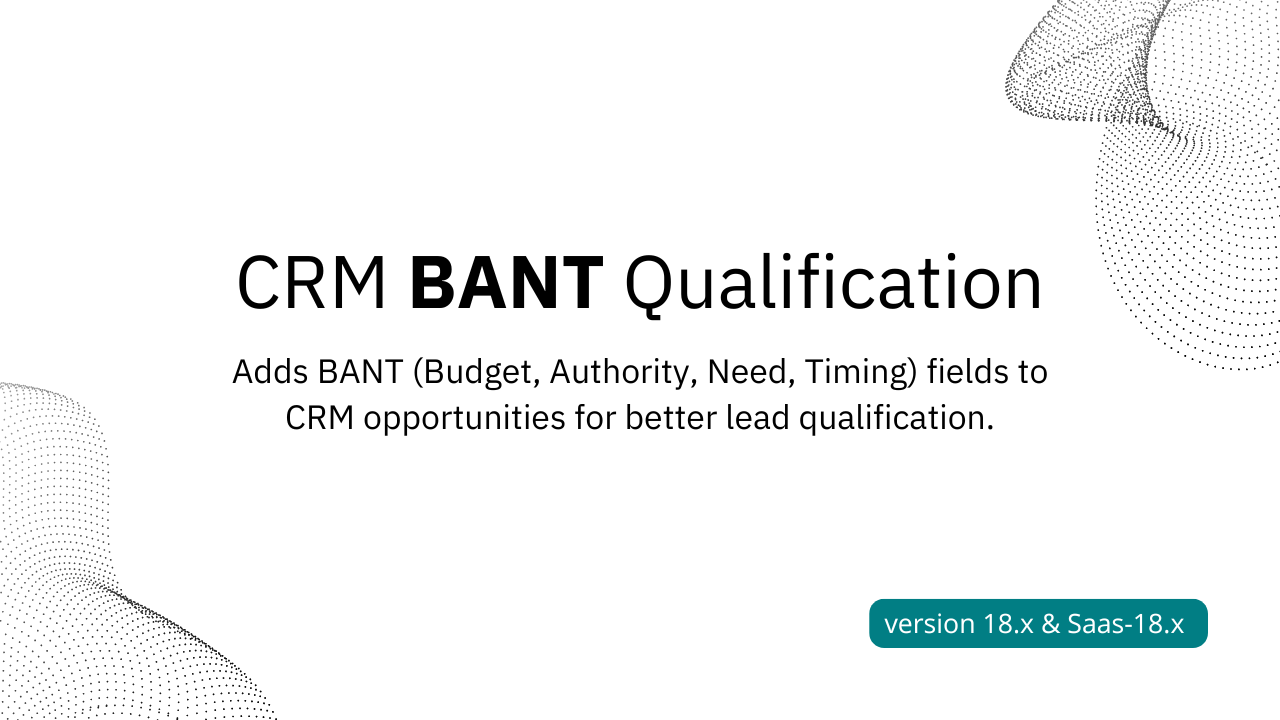 CRM BANT Qualification
Adds BANT (Budget, Authority, Need, Timing) fields to
CRM opportunities for better lead qualification.
version 18.x & Saas-18.x